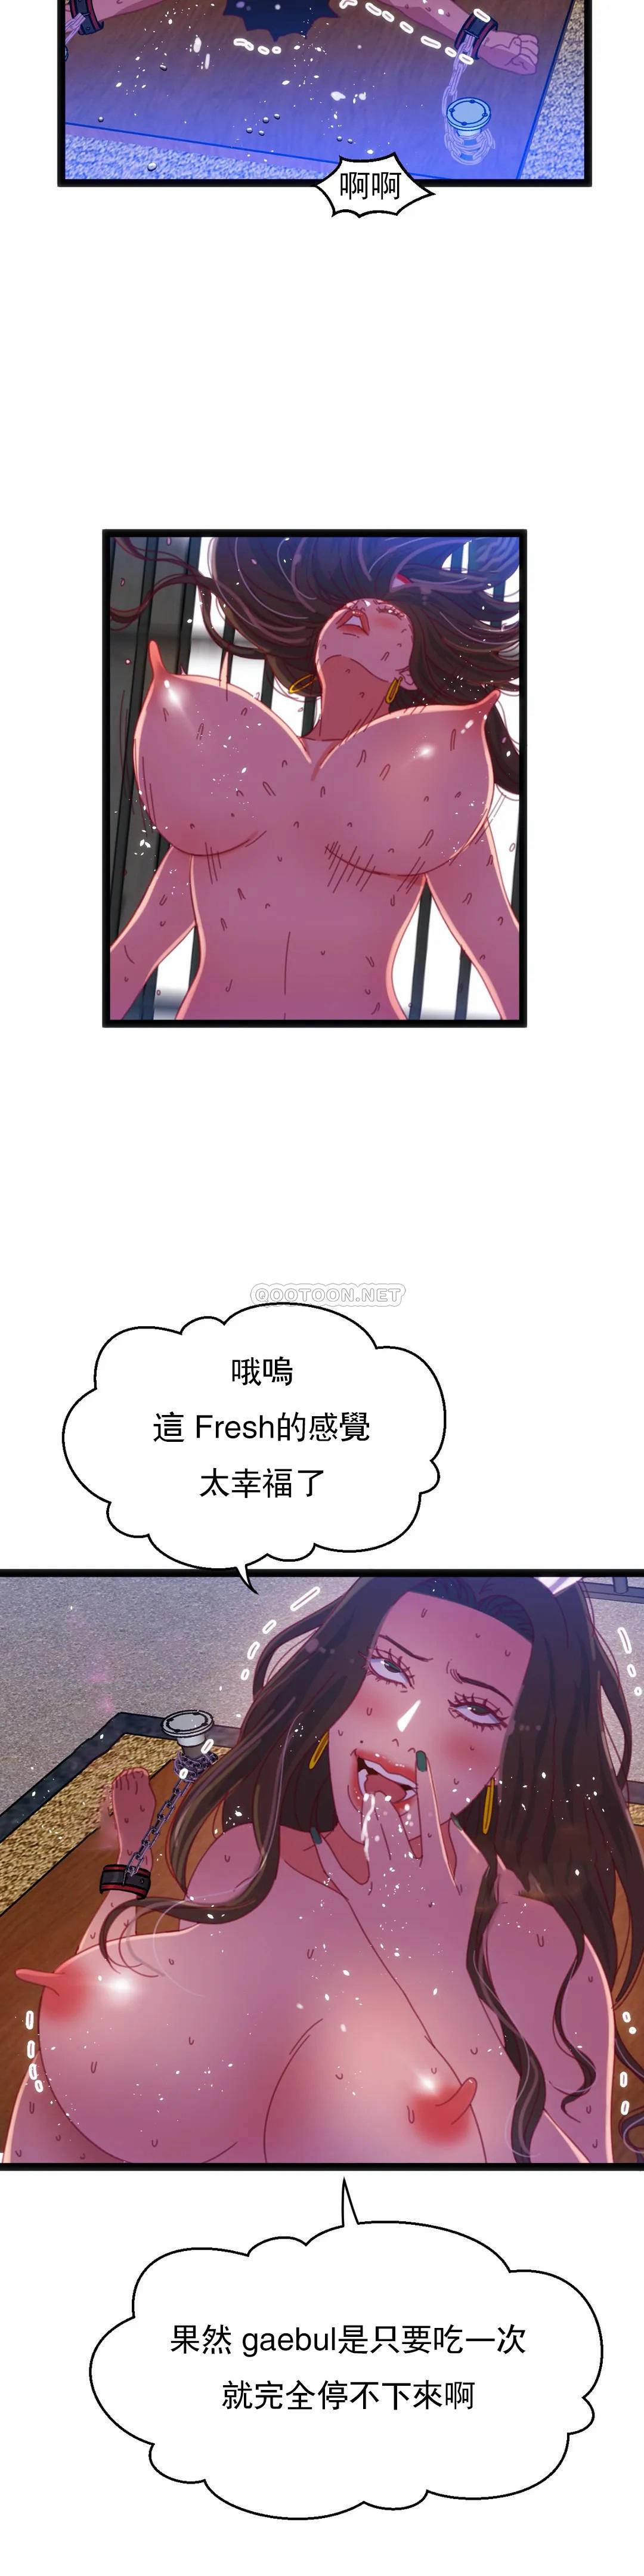 啊啊
QOOTOON.NET
哦嗚
這 Fresh的感覺
太幸福了
果然 gaebul是只要吃一次
就完全停不下來啊